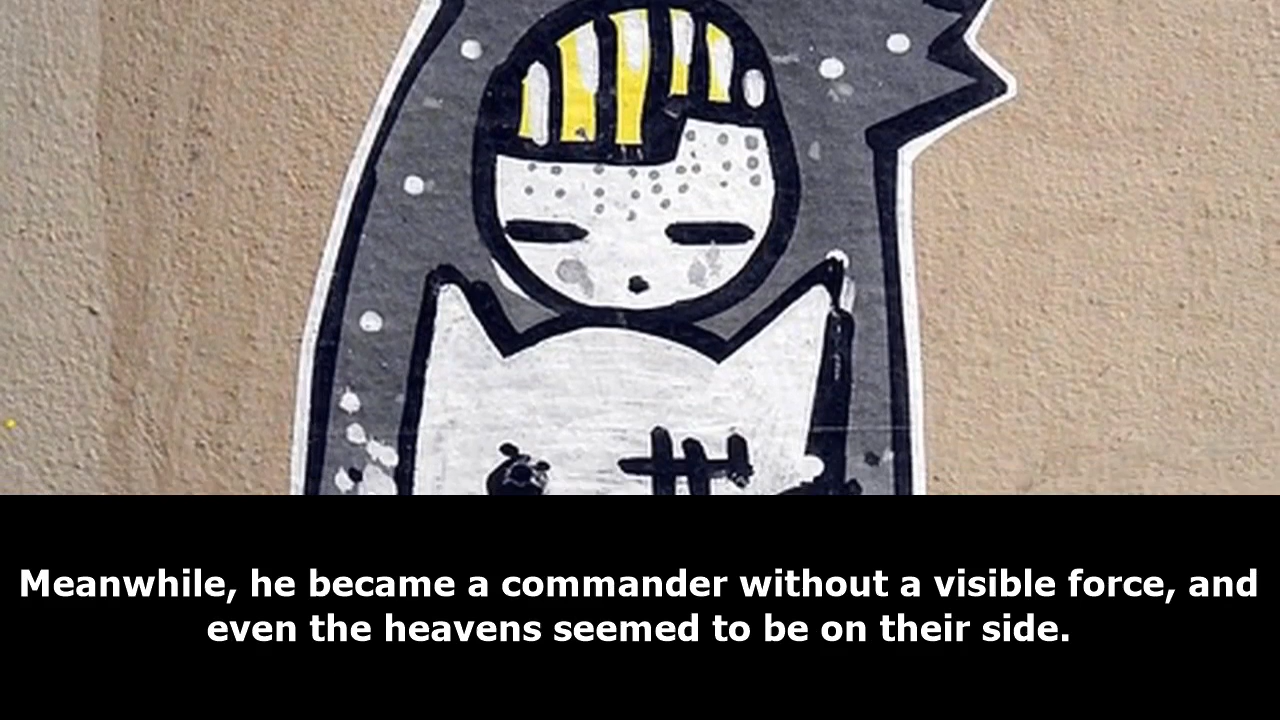 Meanwhile, he became a commander without a visible force, and
even the heavens seemed to be on their side.